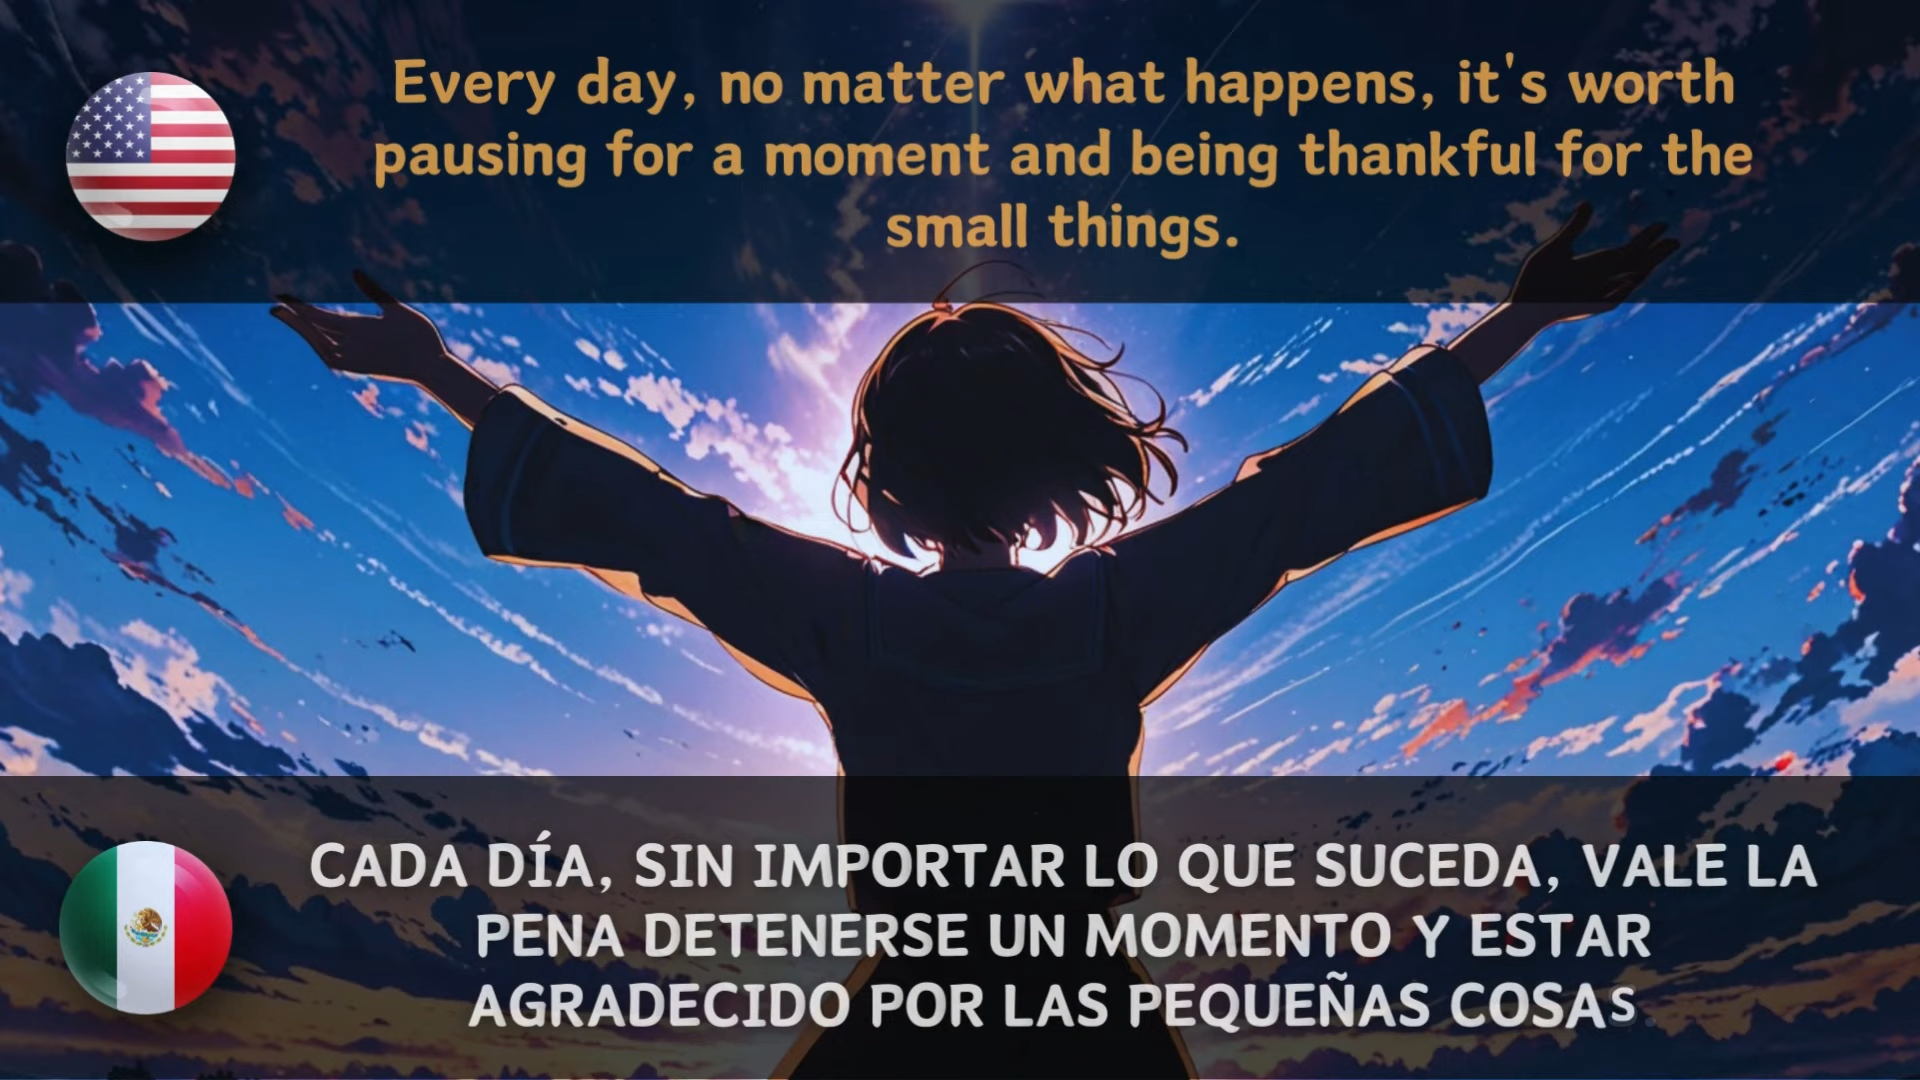 Every day, no matter what happens, it's worth
pausing for a moment and being thankful for the
small things.
CADA DÍA, SIN IMPORTAR LO QUE SUCEDA, VALE LA
PENA DETENERSE UN MOMENTO Y ESTAR
AGRADECIDO POR LAS PEQUEÑAS COSAS.